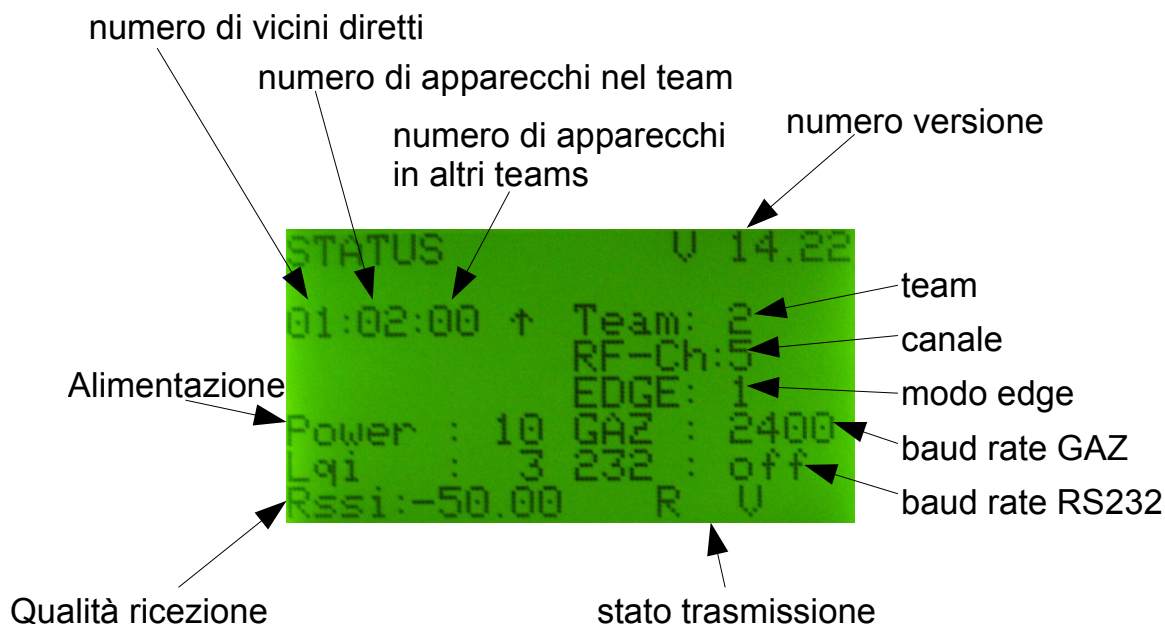 numero di vicini diretti
numero di apparecchi nel team
numero di apparecchi
in altri teams
numero versione
STATUS V 14.22
01:02:00 ↑ Team: 2
RF-Ch:5
EDGE: 1
Power : 10 GAZ : 2400
Lqi : 3 232 : off
Rssi:-50.00 R V
team
canale
modo edge
baud rate GAZ
baud rate RS232
Alimentazione
Qualità ricezione
stato trasmissione